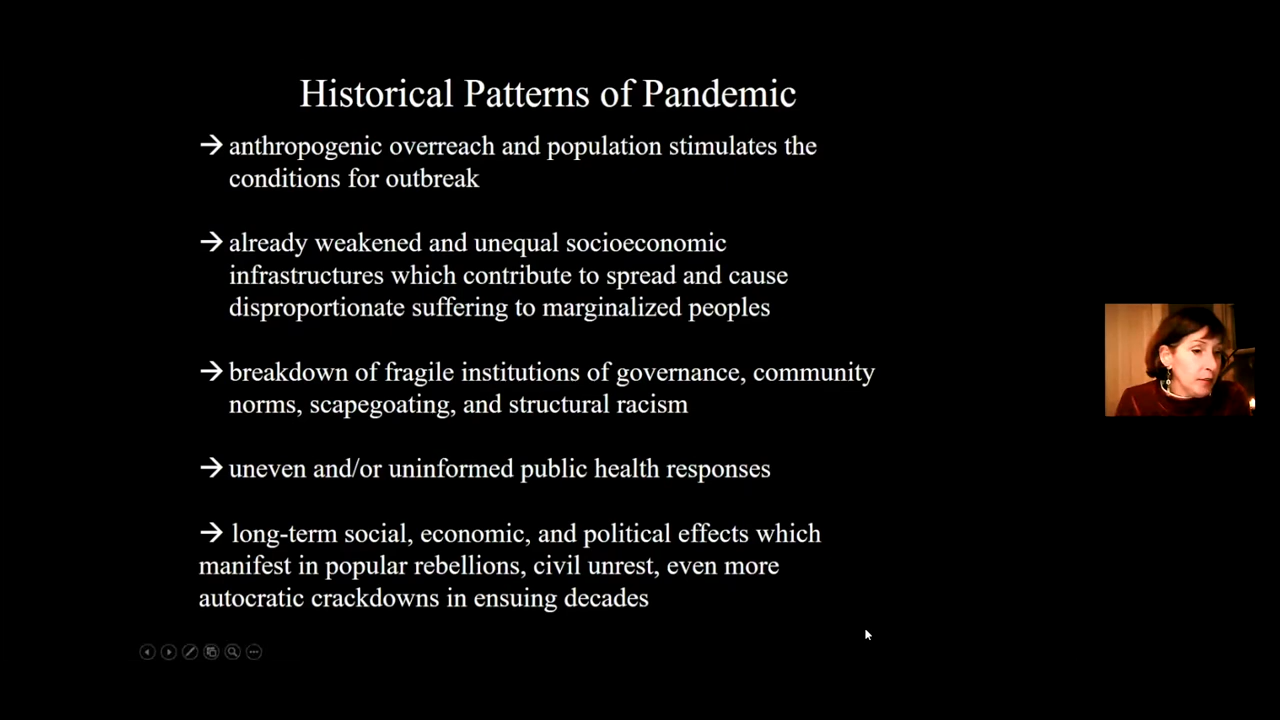 Historical Patterns of Pandemic
→ anthropogenic overreach and population stimulates the
conditions for outbreak
→ already weakened and unequal socioeconomic
infrastructures which contribute to spread and cause
disproportionate suffering to marginalized peoples
→ breakdown of fragile institutions of governance, community
norms, scapegoating, and structural racism
→ uneven and/or uninformed public health responses
→ long-term social, economic, and political effects which
manifest in popular rebellions, civil unrest, even more
autocratic crackdowns in ensuing decades